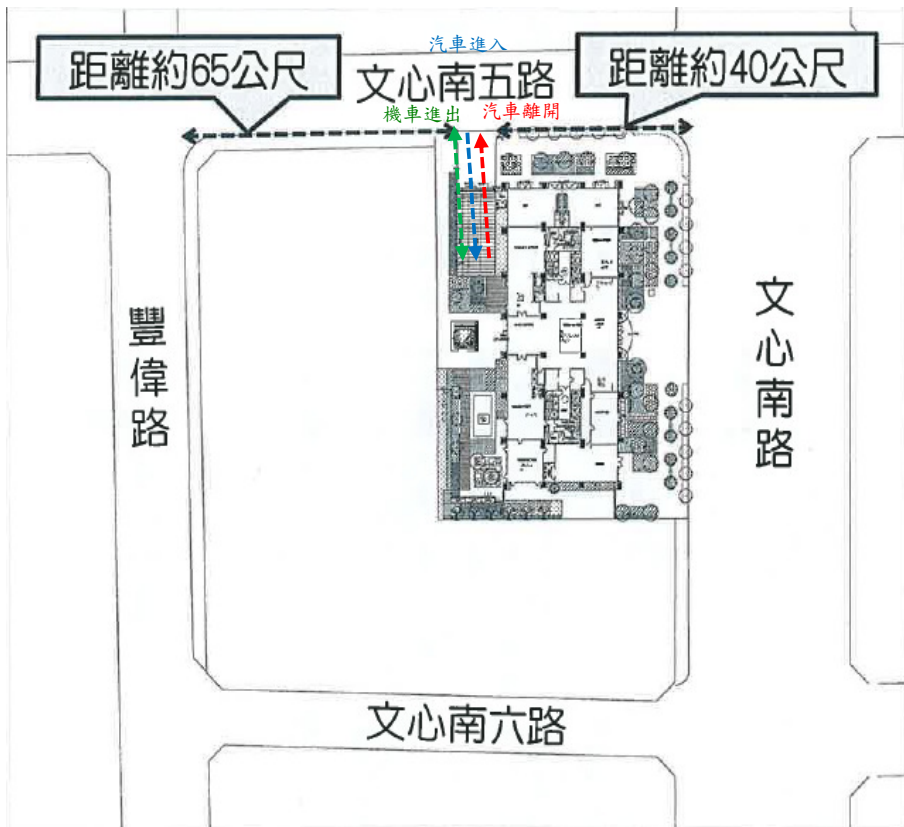 汽車進入
距離約65公尺
文心南五路
距離約40公尺
機車進出
汽車離開
豐偉路
文心南路
文心南六路